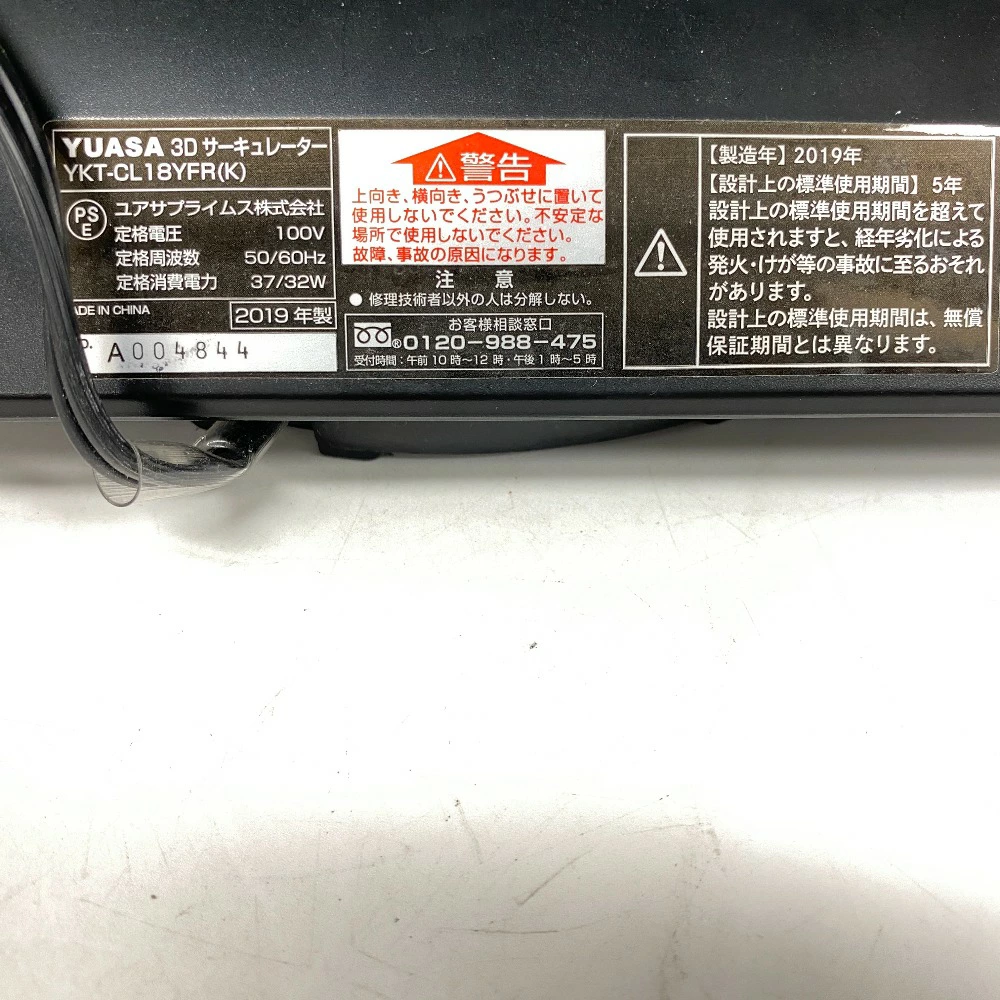 YUASA 3D サーキュレーター
YKT-CL18YFR(K)
PS
E
ユアサプライムス株式会社
定格電圧 100V
定格周波数 50/60Hz
定格消費電力 37/32W
ADE IN CHINA
2019 年製
A004844
警告
上向き、横向き、うつぶせに置いて
使用しないでください。不安定な
場所で使用しないでください。
故障、事故の原因になります。
注 意
● 修理技術者以外の人は分解しない。
お客様相談窓口
®0120-988-475
受付時間:午前 10 時~12 時・午後 1 時~5 時
【製造年】2019年
【設計上の標準使用期間】 5年
設計上の標準使用期間を超えて
使用されますと、経年劣化による
発火・けが等の事故に至るおそれ
があります。
設計上の標準使用期間は、無償
保証期間とは異なります。